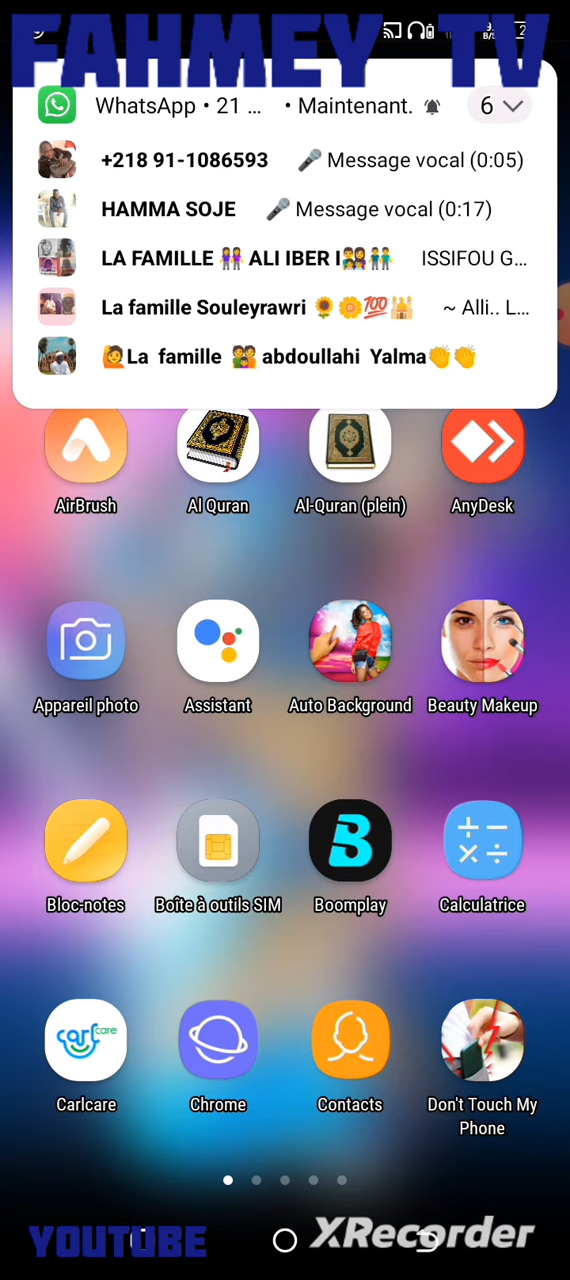 FAHMEY TV
WhatsApp • 21 ... • Maintenant. 6
+218 91-1086593 🎤 Message vocal (0:05)
HAMMA SOJE 🎤 Message vocal (0:17)
LA FAMILLE 👭 ALI IBER I👨‍👩‍👧👬 ISSIFOU G...
La famille Souleyrawri 🌻🌼💯🕌 ~ Alli.. L...
🙋La famille 👨‍👩‍👦 abdoullahi Yalma👏👏
AirBrush Al Quran Al-Quran (plein) AnyDesk
Appareil photo Assistant Auto Background Beauty Makeup
Bloc-notes Boîte à outils SIM Boomplay Calculatrice
carlcare
Carlcare Chrome Contacts Don't Touch My
Phone
YOUTUBE XRecorder